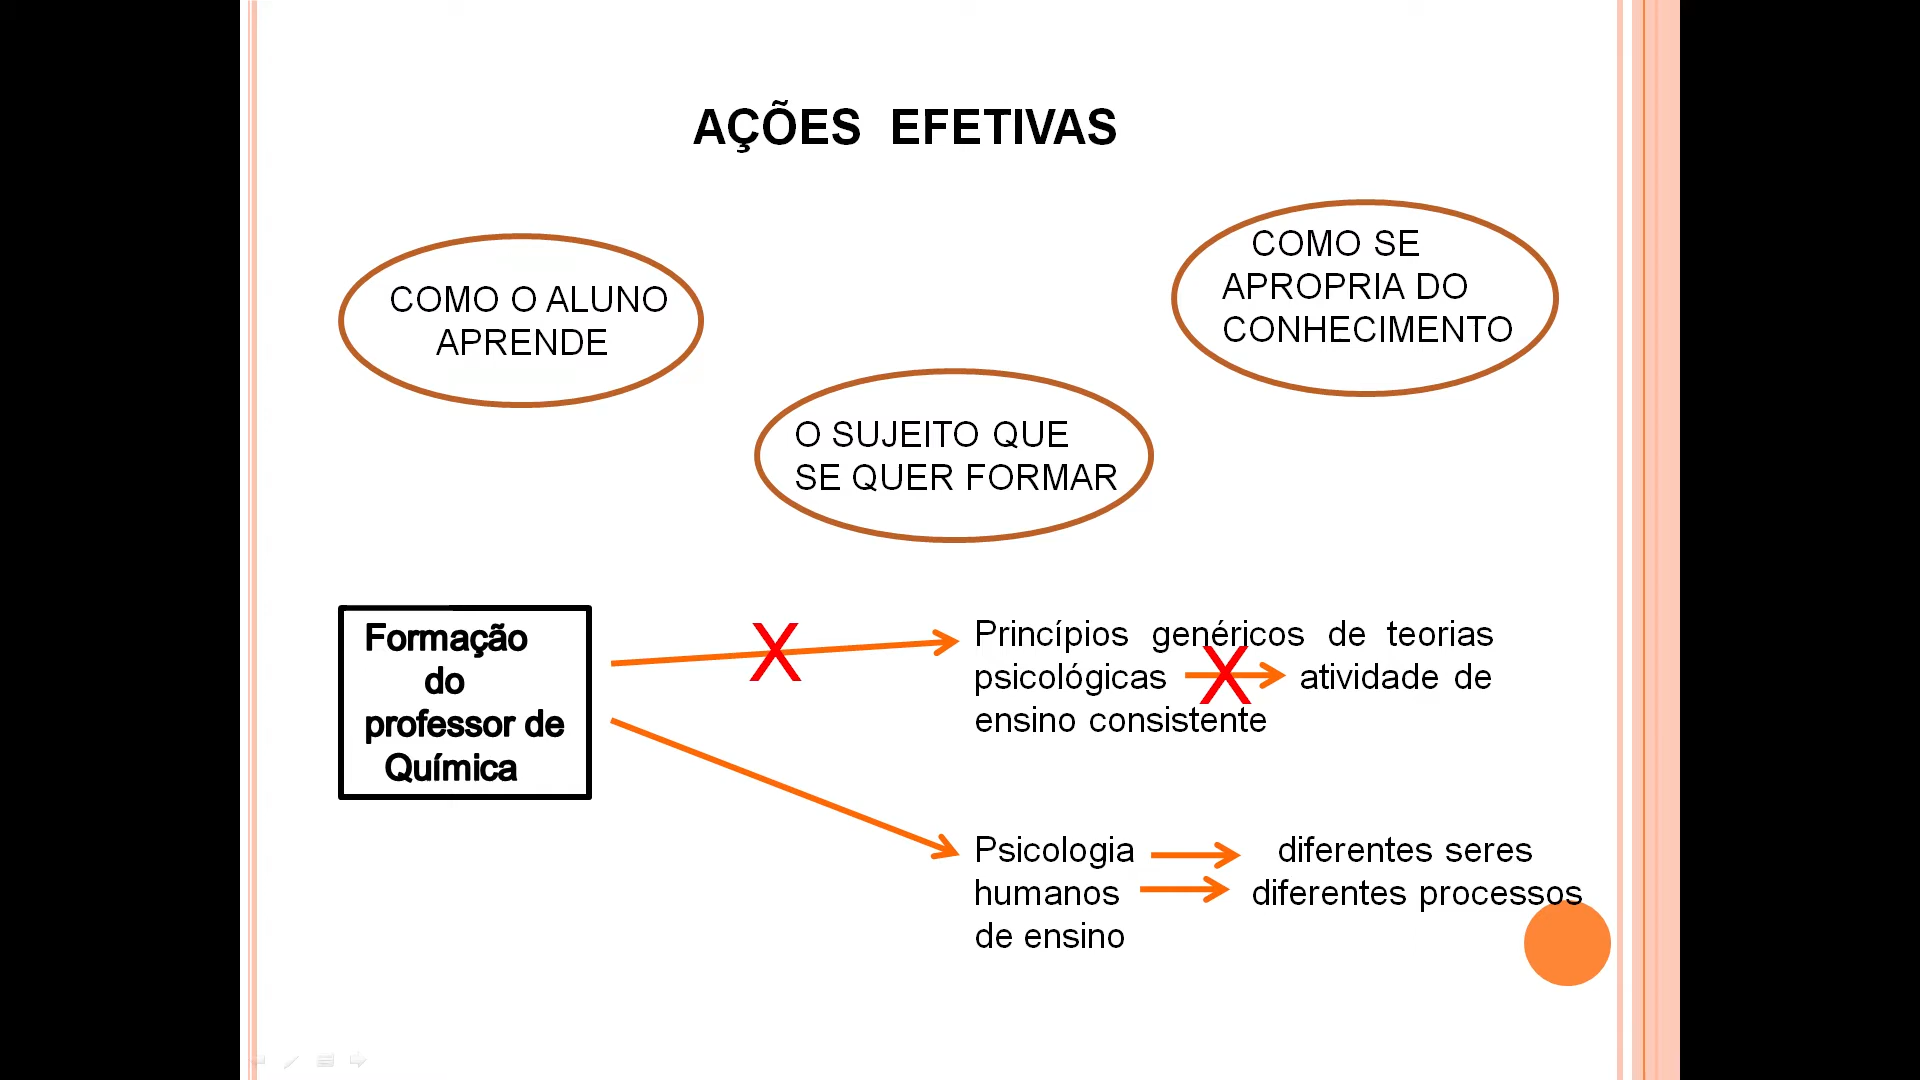 AÇÕES EFETIVAS
COMO O ALUNO
APRENDE
COMO SE
APROPRIA DO
CONHECIMENTO
O SUJEITO QUE
SE QUER FORMAR
Formação
do
professor de
Química
X
Princípios genéricos de teorias
psicológicas X atividade de
ensino consistente
Psicologia diferentes seres
humanos diferentes processos
de ensino